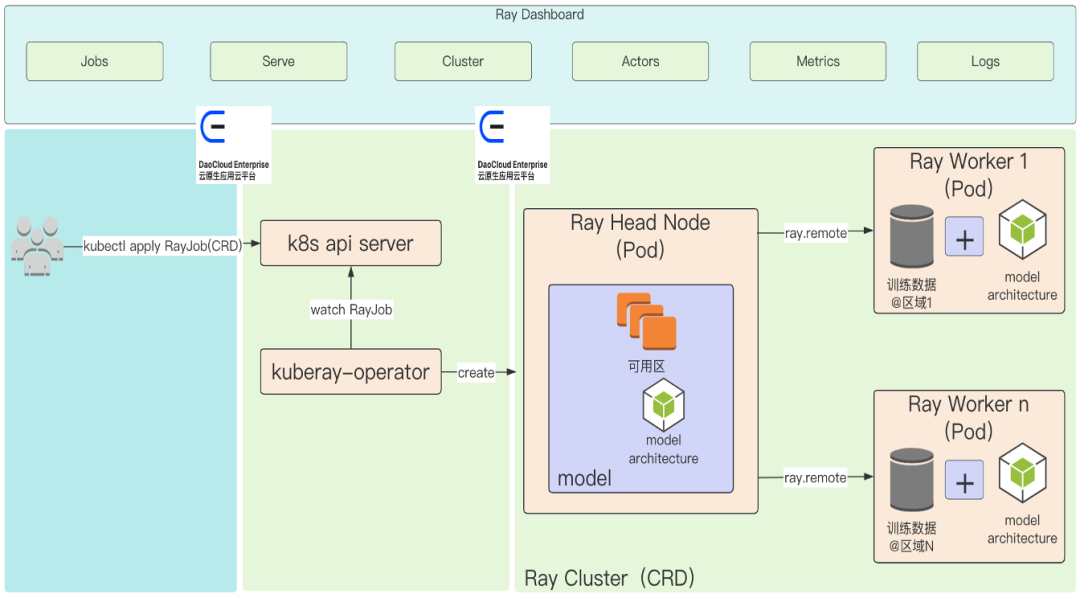 Ray Dashboard
Jobs
Serve
Cluster
Actors
Metrics
Logs
DaoCloud Enterprise
云原生应用云平台
DaoCloud Enterprise
云原生应用云平台
kubectl apply RayJob(CRD)
k8s api server
watch RayJob
kuberay-operator
create
Ray Head Node
(Pod)
可用区
model
architecture
model
ray.remote
ray.remote
Ray Worker 1
(Pod)
训练数据
@区域1
+
model
architecture
Ray Worker n
(Pod)
训练数据
@区域N
+
model
architecture
Ray Cluster（CRD）